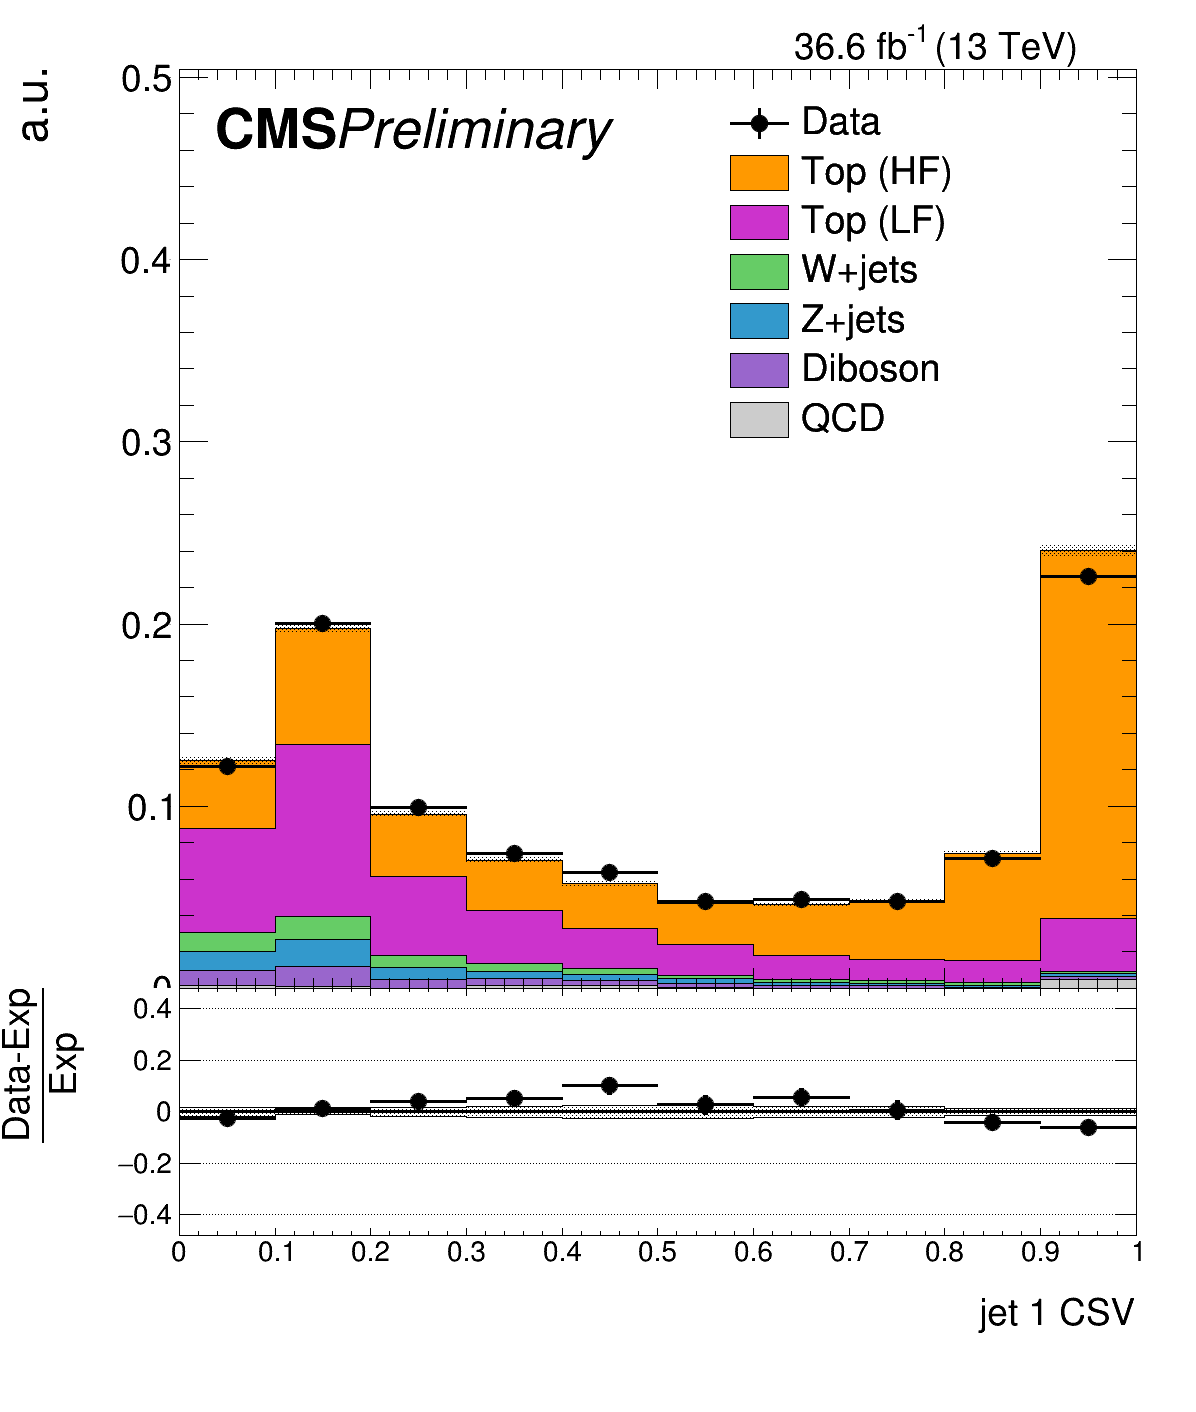 36.6 fb⁻¹ (13 TeV)
a.u.
CMS Preliminary
Data
Top (HF)
Top (LF)
W+jets
Z+jets
Diboson
QCD
0.5
0.4
0.3
0.2
0.1
0
Data-Exp
Exp
0.4
0.2
0
−0.2
−0.4
0 0.1 0.2 0.3 0.4 0.5 0.6 0.7 0.8 0.9 1
jet 1 CSV